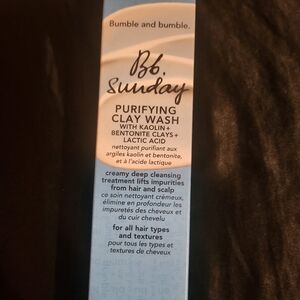 Bumble and bumble.
Bb.
Sunday
PURIFYING
CLAY WASH
WITH KAOLIN +
BENTONITE CLAYS +
LACTIC ACID
nettoyant purifiant aux
argiles kaolin et bentonite,
et à l'acide lactique
creamy deep cleansing
treatment lifts impurities
from hair and scalp
ce soin nettoyant crémeux,
élimine en profondeur les
impuretés des cheveux et
du cuir chevelu
for all hair types
and textures
pour tous les types et
textures de cheveux